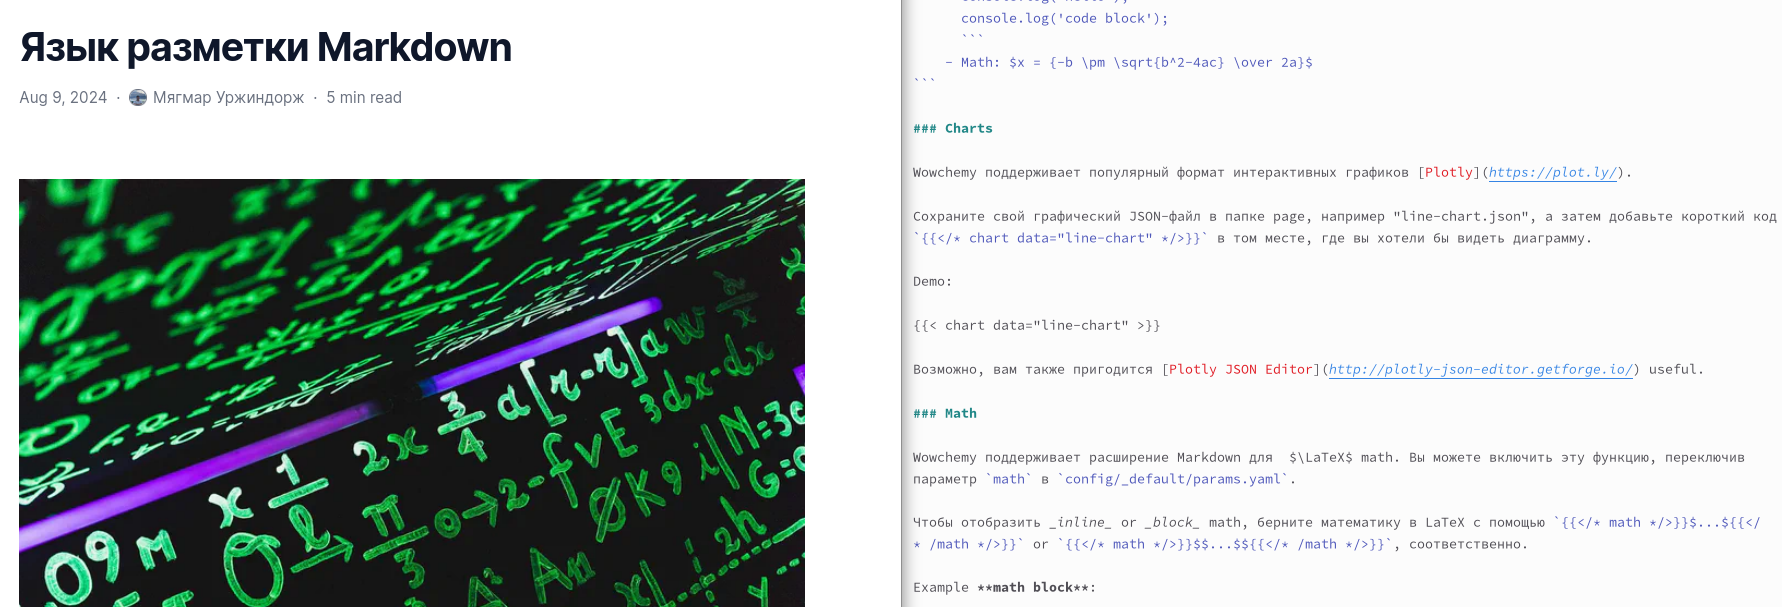 Язык разметки Markdown
Aug 9, 2024 · Мягмар Уржиндорж · 5 min read
console.log('code block');
```
- Math: $x = {-b \pm \sqrt{b^2-4ac} \over 2a}$
```
### Charts
Wowchemy поддерживает популярный формат интерактивных графиков [Plotly](https://plot.ly/).
Сохраните свой графический JSON-файл в папке page, например "line-chart.json", а затем добавьте короткий код
`{{</* chart data="line-chart" */>}}` в том месте, где вы хотели бы видеть диаграмму.
Demo:
{{< chart data="line-chart" >}}
Возможно, вам также пригодится [Plotly JSON Editor](http://plotly-json-editor.getforge.io/) useful.
### Math
Wowchemy поддерживает расширение Markdown для  $\LaTeX$ math. Вы можете включить эту функцию, переключив
параметр `math` в `config/_default/params.yaml`.
Чтобы отобразить _inline_ or _block_ math, берните математику в LaTeX с помощью `{{</* math */>}}$...${{</
* /math */>}}` or `{{</* math */>}}$$...$${{</* /math */>}}`, соответственно.
Example **math block**: